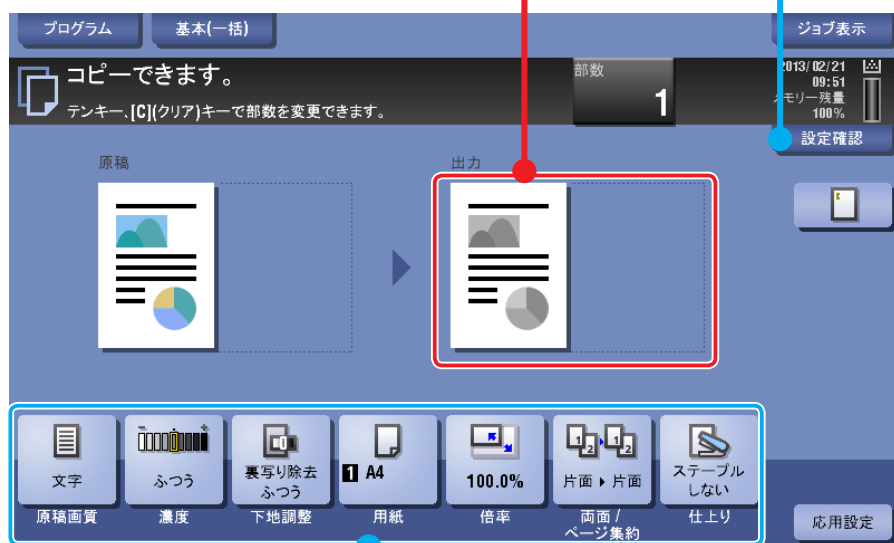 プログラム
基本(一括)
ジョブ表示
コピーできます。
テンキー、[C](クリア)キーで部数を変更できます。
部数
1
2013/02/21
09:51
メモリー残量
100%
設定確認
原稿
出力
文字
ふつう
裏写り除去
ふつう
1 A4
100.0%
片面 ▶ 片面
ステープル
しない
原稿画質
濃度
下地調整
用紙
倍率
両面 /
ページ集約
仕上り
応用設定